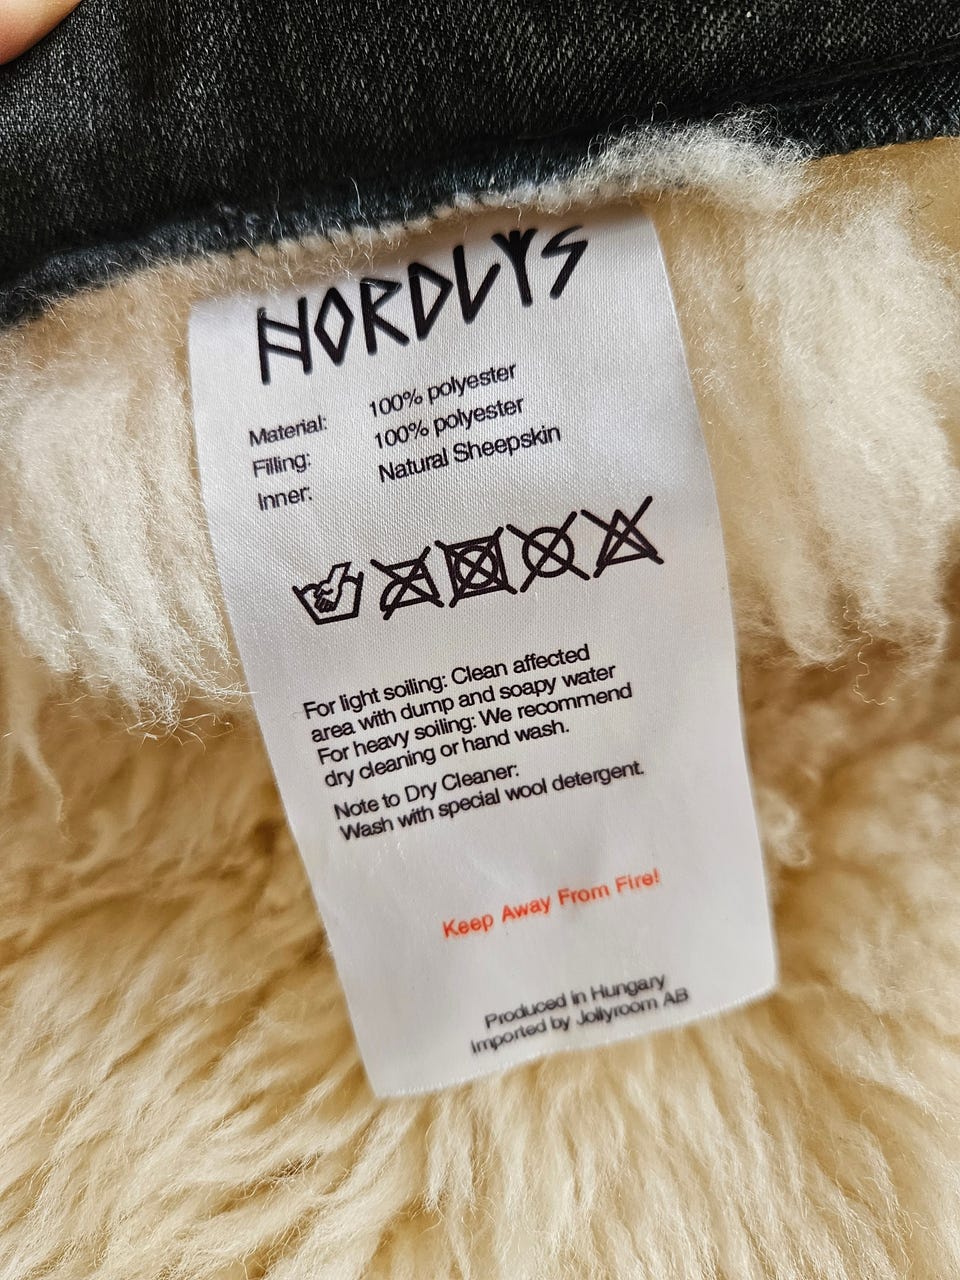 NORDLYS
Material: 100% polyester
Filling: 100% polyester
Inner: Natural Sheepskin
For light soiling: Clean affected
area with dump and soapy water
For heavy soiling: We recommend
dry cleaning or hand wash.
Note to Dry Cleaner:
Wash with special wool detergent.
Keep Away From Fire!
Produced in Hungary
Imported by Jollyroom AB